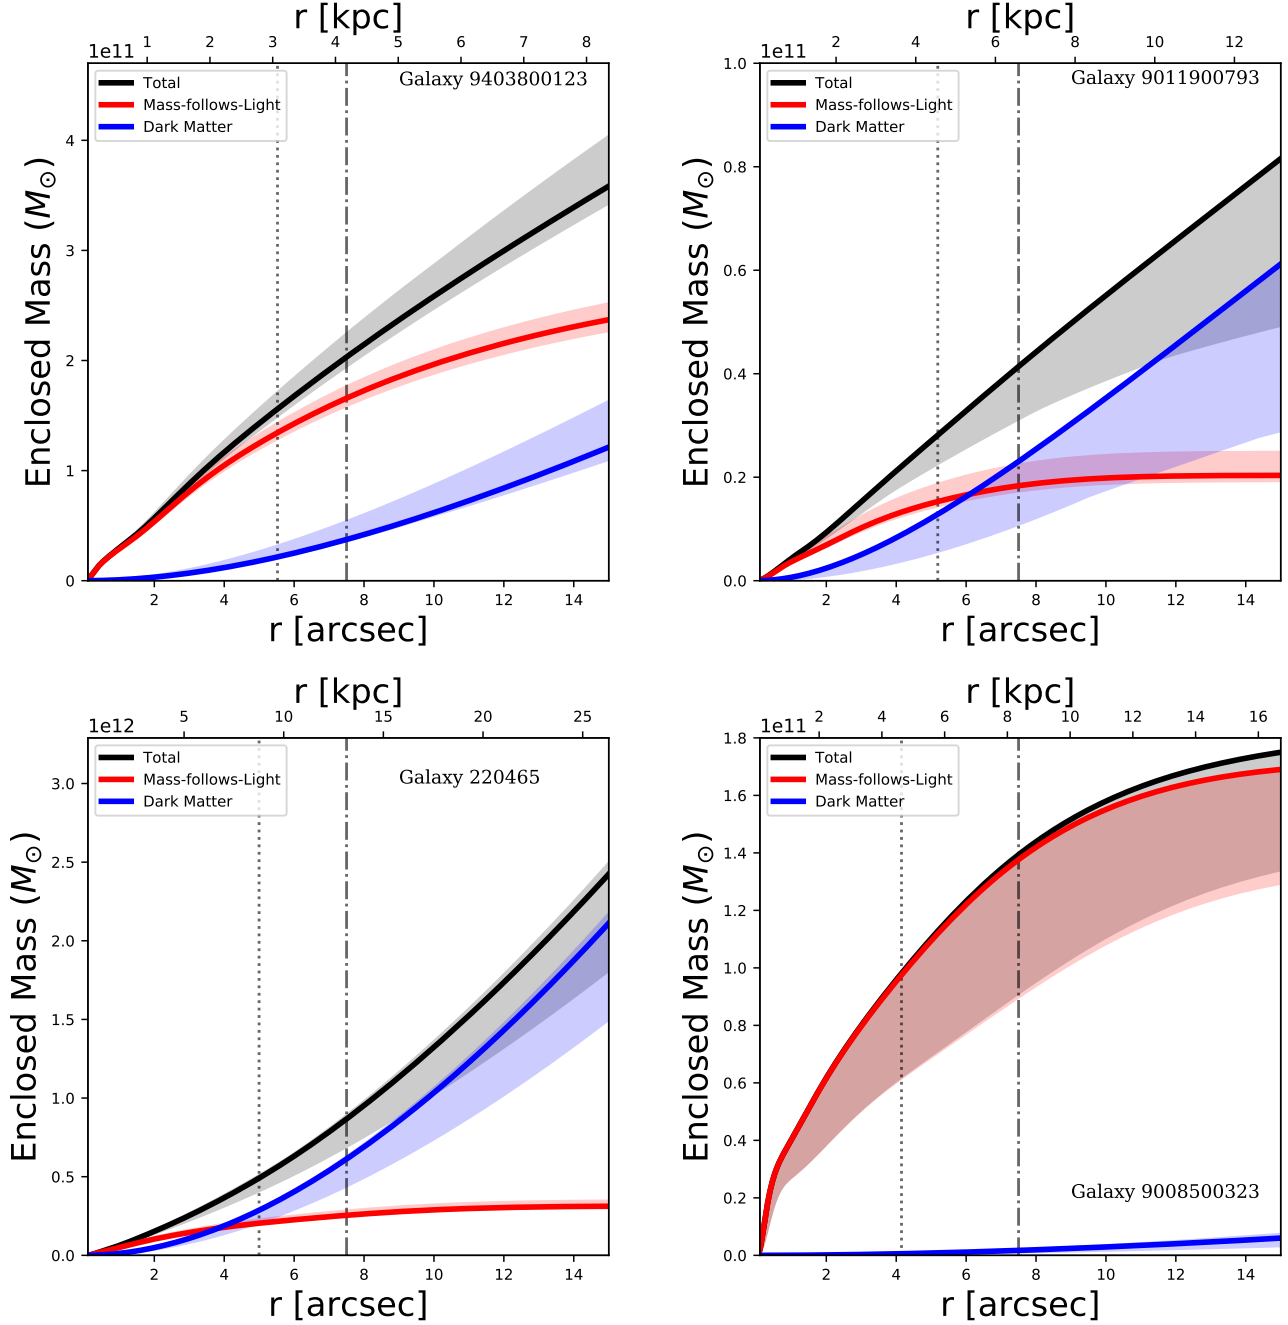 r [kpc]
1e11
1 2 3 4 5 6 7 8
Total
Mass-follows-Light
Dark Matter
Galaxy 9403800123
Enclosed Mass (M⊙)
4
3
2
1
0
2 4 6 8 10 12 14
r [arcsec]
r [kpc]
1e11
2 4 6 8 10 12
Total
Mass-follows-Light
Dark Matter
Galaxy 9011900793
Enclosed Mass (M⊙)
1.0
0.8
0.6
0.4
0.2
0.0
2 4 6 8 10 12 14
r [arcsec]
r [kpc]
1e12
5 10 15 20 25
Total
Mass-follows-Light
Dark Matter
Galaxy 220465
Enclosed Mass (M⊙)
3.0
2.5
2.0
1.5
1.0
0.5
0.0
2 4 6 8 10 12 14
r [arcsec]
r [kpc]
1e11
2 4 6 8 10 12 14 16
Total
Mass-follows-Light
Dark Matter
Enclosed Mass (M⊙)
1.8
1.6
1.4
1.2
1.0
0.8
0.6
0.4
0.2
0.0
Galaxy 9008500323
2 4 6 8 10 12 14
r [arcsec]